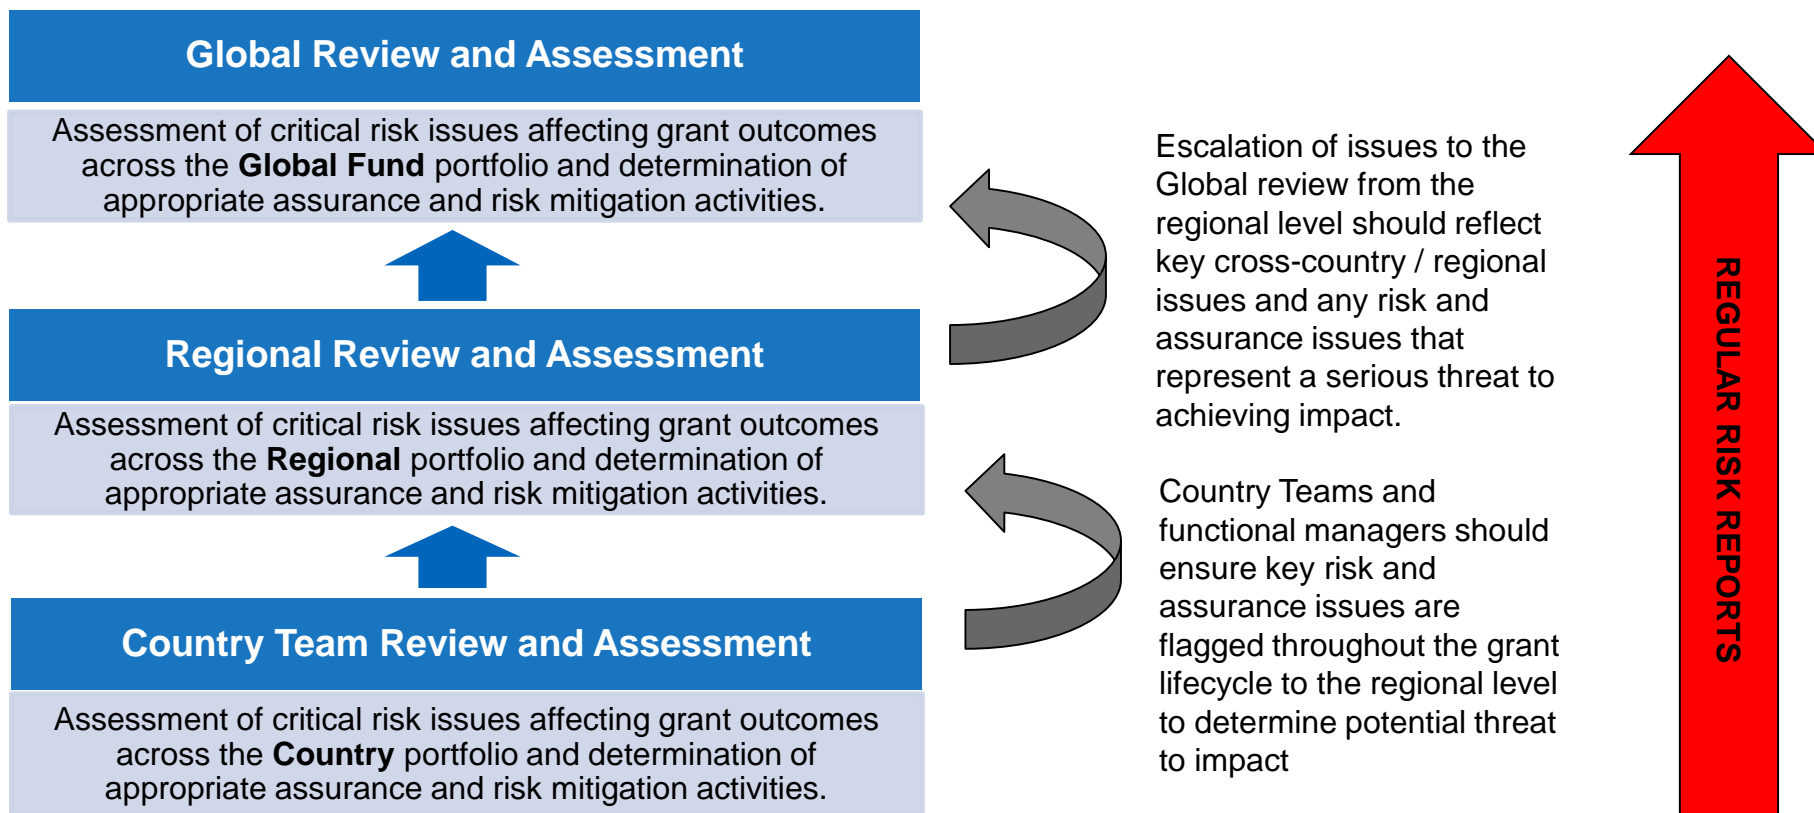 Global Review and Assessment
Assessment of critical risk issues affecting grant outcomes
across the Global Fund portfolio and determination of
appropriate assurance and risk mitigation activities.
Regional Review and Assessment
Assessment of critical risk issues affecting grant outcomes
across the Regional portfolio and determination of
appropriate assurance and risk mitigation activities.
Country Team Review and Assessment
Assessment of critical risk issues affecting grant outcomes
across the Country portfolio and determination of
appropriate assurance and risk mitigation activities.
Escalation of issues to the
Global review from the
regional level should reflect
key cross-country / regional
issues and any risk and
assurance issues that
represent a serious threat to
achieving impact.
Country Teams and
functional managers should
ensure key risk and
assurance issues are
flagged throughout the grant
lifecycle to the regional level
to determine potential threat
to impact
REGULAR RISK REPORTS